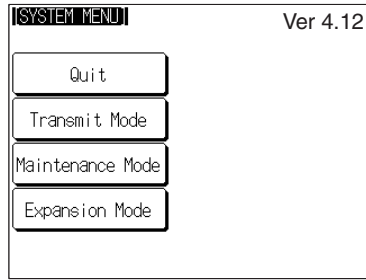 [SYSTEM MENU]
Ver 4.12
Quit
Transmit Mode
Maintenance Mode
Expansion Mode